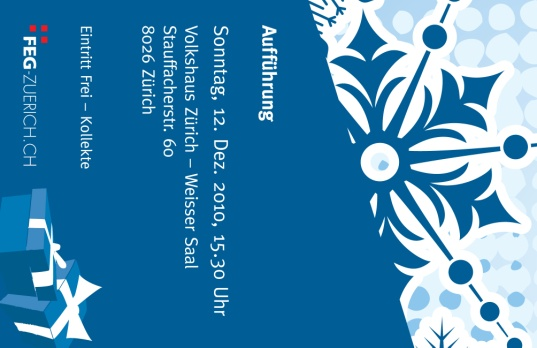 Aufführung
Sonntag, 12. Dez. 2010, 15.30 Uhr
Volkshaus Zürich – Weisser Saal
Stauffacherstr. 60
8026 Zürich
Eintritt Frei – Kollekte
FEG-ZUERICH.CH